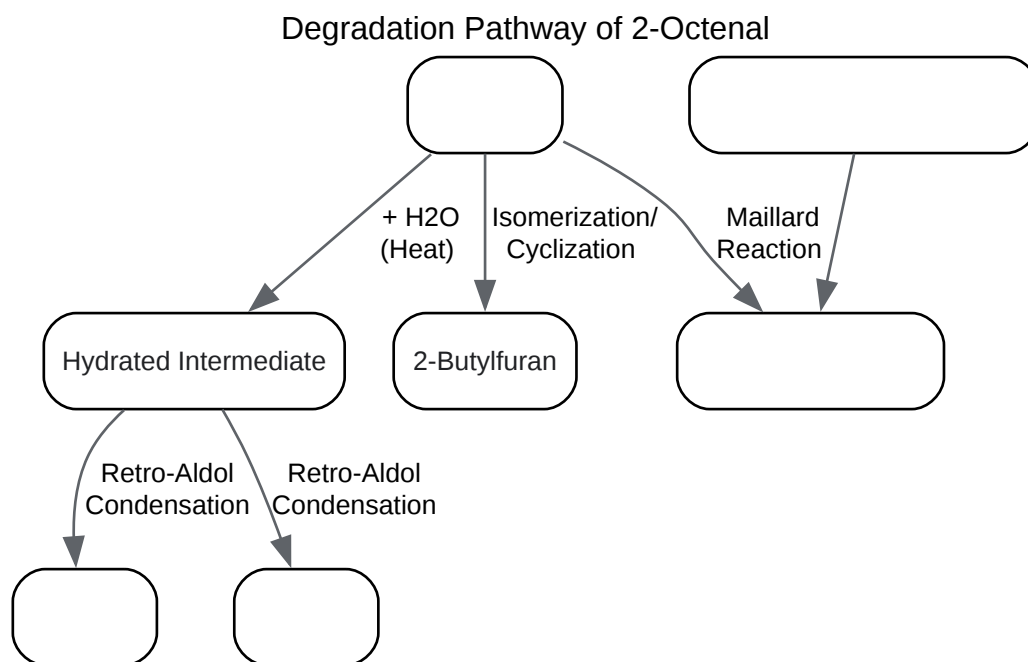 Degradation Pathway of 2-Octenal
+ H2O
(Heat)
Isomerization/
Cyclization
Maillard
Reaction
Hydrated Intermediate
2-Butylfuran
Retro-Aldol
Condensation
Retro-Aldol
Condensation